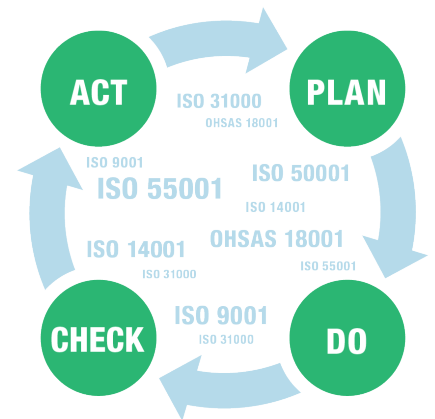 ACT
PLAN
ISO 31000
OHSAS 18001
ISO 9001
ISO 55001
ISO 50001
ISO 14001
OHSAS 18001
ISO 14001
ISO 31000
ISO 55001
ISO 9001
ISO 31000
CHECK
DO